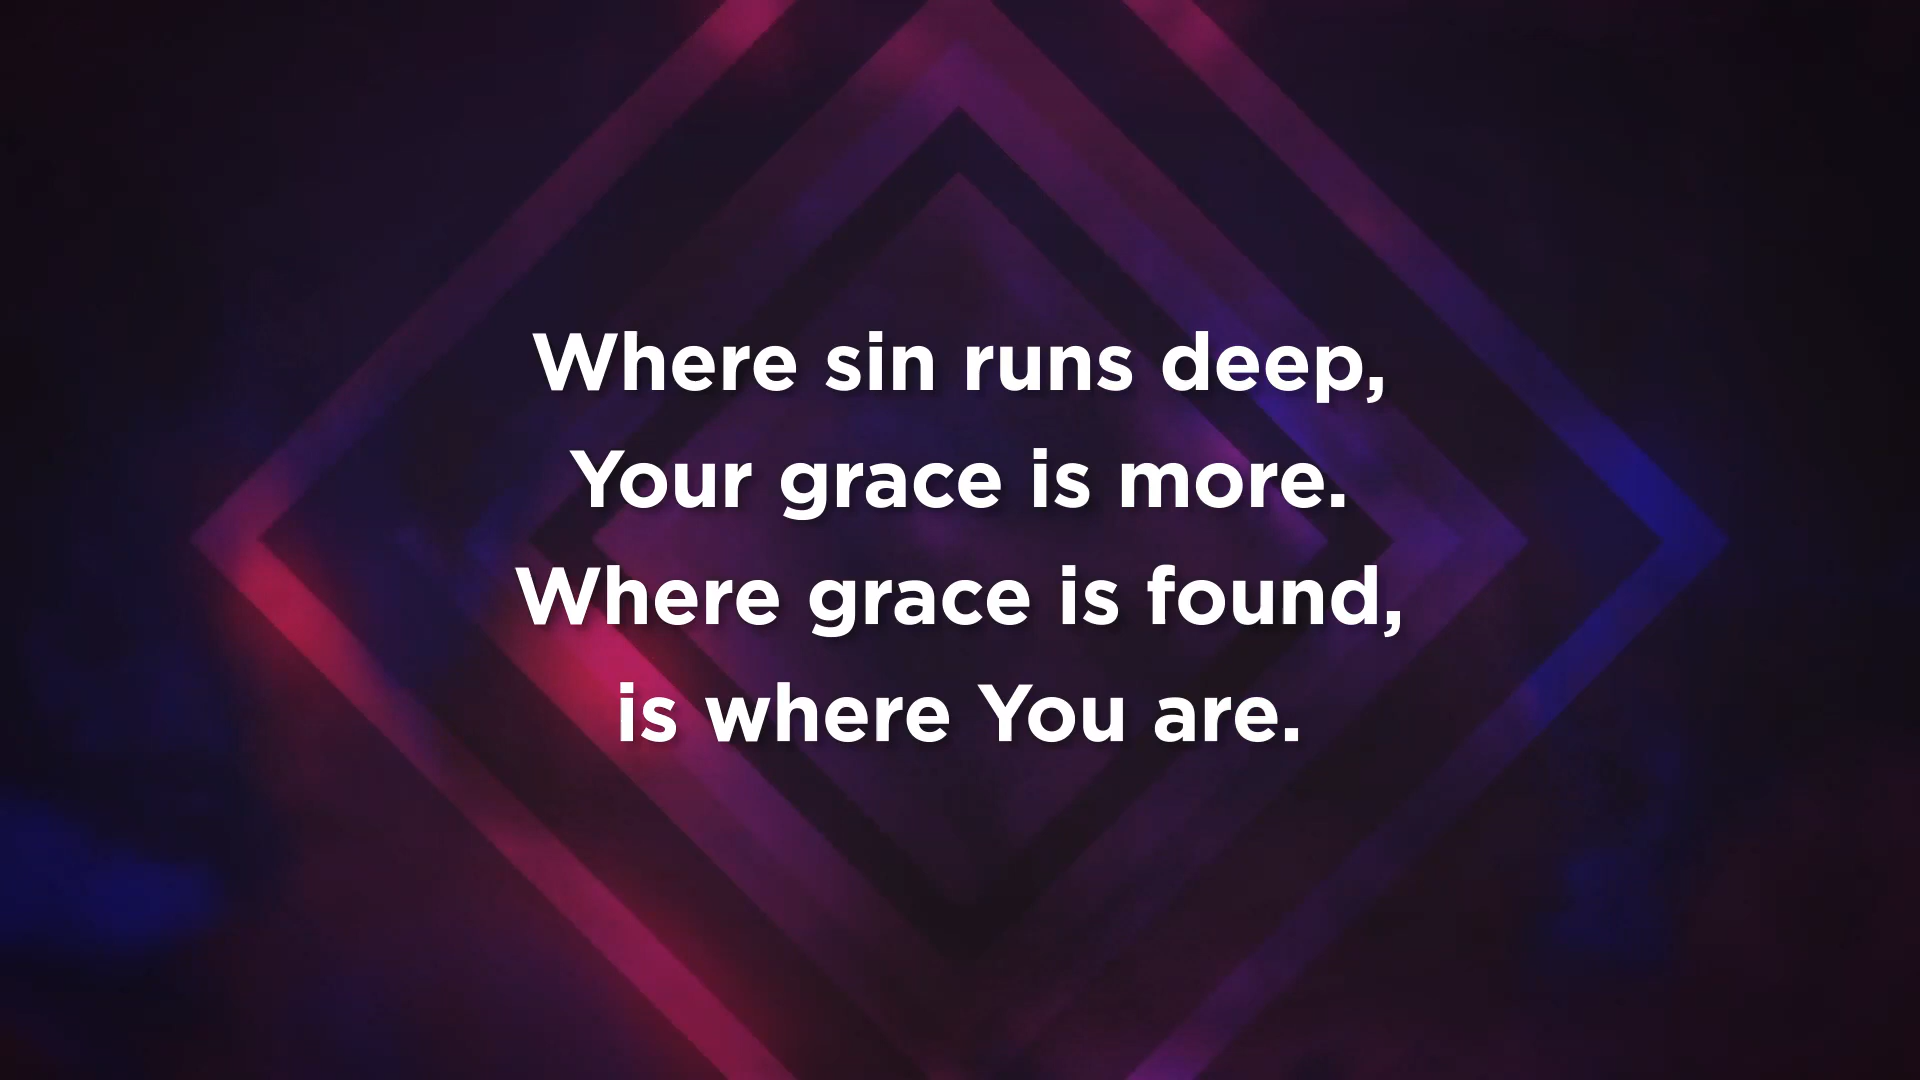 Where sin runs deep,
Your grace is more.
Where grace is found,
is where You are.